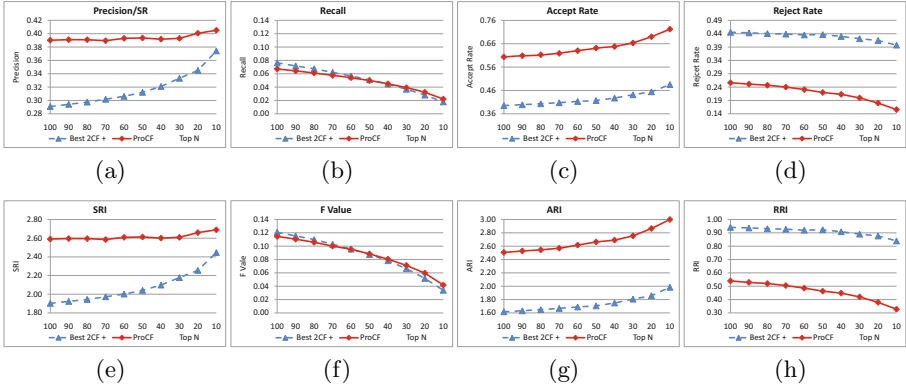 Precision/SR
Precision
0.42
0.40
0.38
0.36
0.34
0.32
0.30
0.28
100 90 80 70 60 50 40 30 20 10
Best 2CF + ProCF Top N
(a)
Recall
Recall
0.14
0.12
0.10
0.08
0.06
0.04
0.02
0.00
100 90 80 70 60 50 40 30 20 10
Best 2CF + ProCF Top N
(b)
Accept Rate
Accept Rate
0.76
0.66
0.56
0.46
0.36
100 90 80 70 60 50 40 30 20 10
Best 2CF + ProCF Top N
(c)
Reject Rate
Rejcet Rate
0.49
0.44
0.39
0.34
0.29
0.24
0.19
0.14
100 90 80 70 60 50 40 30 20 10
Best 2CF + ProCF Top N
(d)
SRI
SRI
2.80
2.60
2.40
2.20
2.00
1.80
100 90 80 70 60 50 40 30 20 10
Best 2CF + ProCF Top N
(e)
F Value
F Vale
0.14
0.12
0.10
0.08
0.06
0.04
0.02
0.00
100 90 80 70 60 50 40 30 20 10
Best 2CF + ProCF Top N
(f)
ARI
ARI
3.00
2.80
2.60
2.40
2.20
2.00
1.80
1.60
100 90 80 70 60 50 40 30 20 10
Best 2CF + ProCF Top N
(g)
RRI
RRI
1.00
0.90
0.80
0.70
0.60
0.50
0.40
0.30
100 90 80 70 60 50 40 30 20 10
Best 2CF + ProCF Top N
(h)